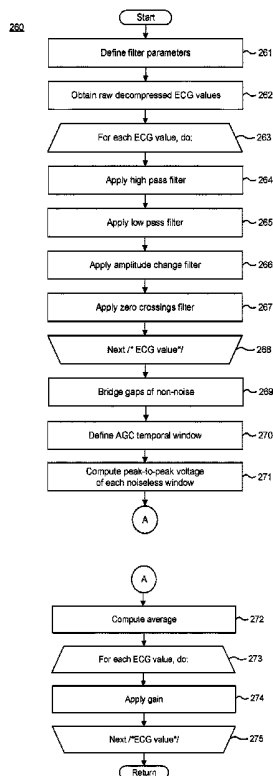 Start
260
Define filter parameters 261
Obtain raw decompressed ECG values 262
For each ECG value, do: 263
Apply high pass filter 264
Apply low pass filter 265
Apply amplitude change filter 266
Apply zero crossings filter 267
Next /* ECG value*/ 268
Bridge gaps of non-noise 269
Define AGC temporal window 270
Compute peak-to-peak voltage
of each noiseless window 271
A
A
Compute average 272
For each ECG value, do: 273
Apply gain 274
Next /*ECG value*/ 275
Return